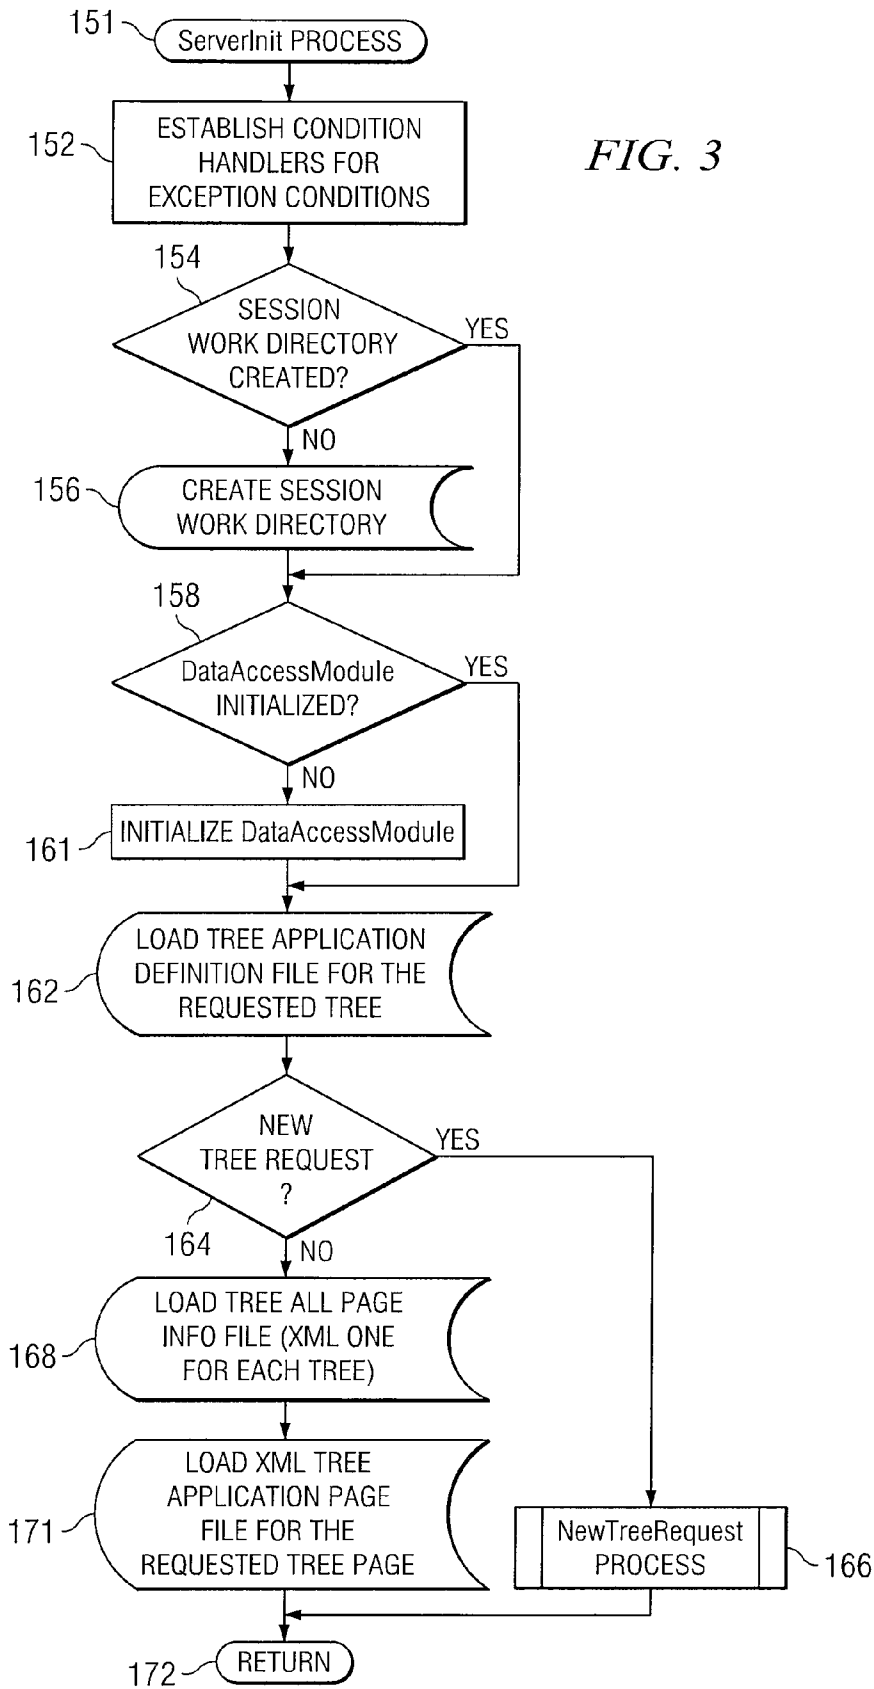 151
ServerInit PROCESS
152
ESTABLISH CONDITION
HANDLERS FOR
EXCEPTION CONDITIONS
FIG. 3
154
SESSION
WORK DIRECTORY
CREATED?
YES
NO
156
CREATE SESSION
WORK DIRECTORY
158
DataAccessModule
INITIALIZED?
YES
NO
161
INITIALIZE DataAccessModule
162
LOAD TREE APPLICATION
DEFINITION FILE FOR THE
REQUESTED TREE
NEW
TREE REQUEST
?
YES
164
NO
168
LOAD TREE ALL PAGE
INFO FILE (XML ONE
FOR EACH TREE)
171
LOAD XML TREE
APPLICATION PAGE
FILE FOR THE
REQUESTED TREE PAGE
NewTreeRequest
PROCESS
166
172
RETURN